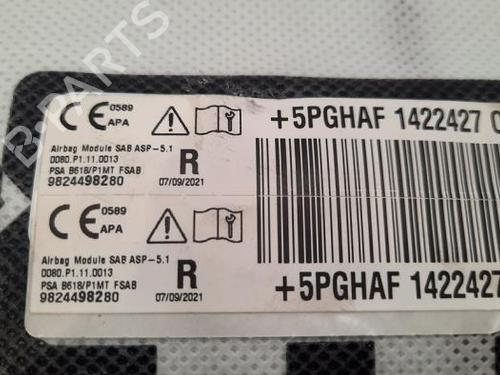 CE 0589
APA
+5PGHAF 1422427
Airbag Module SAB ASP-5.1
0080.P1.11.0013
PSA B618/P1MT FSAB
9824498280
R
07/09/2021
CE 0589
APA
Airbag Module SAB ASP-5.1
0080.P1.11.0013
PSA B618/P1MT FSAB
9824498280
R
07/09/2021
+5PGHAF 1422427
B-PARTS